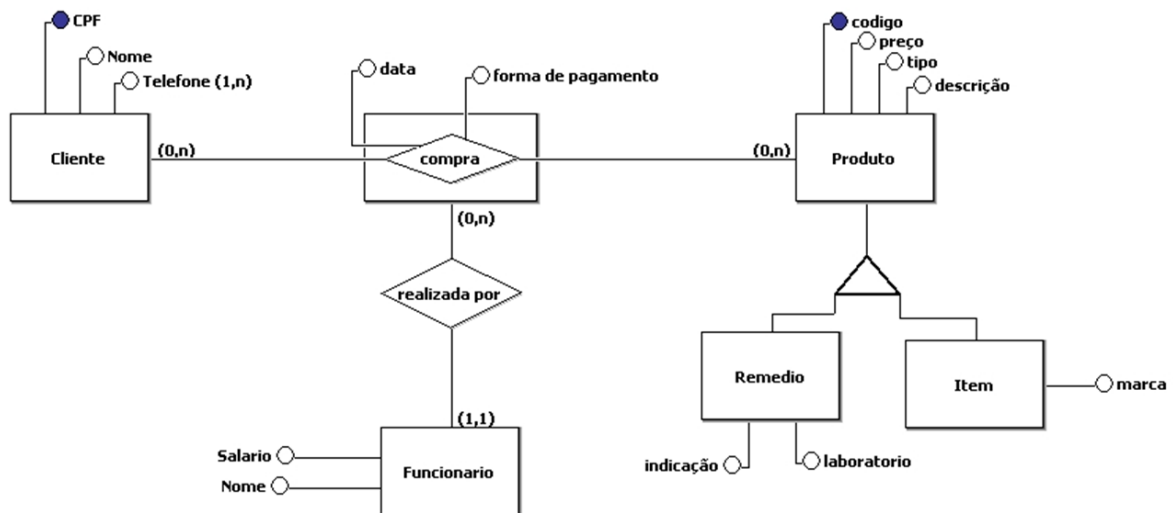 CPF
Nome
Telefone (1,n)
Cliente
(0,n)
data
forma de pagamento
compra
(0,n)
codigo
preço
tipo
descrição
Produto
(0,n)
realizada por
(1,1)
Salario
Nome
Funcionario
Remedio
indicação
laboratorio
Item
marca